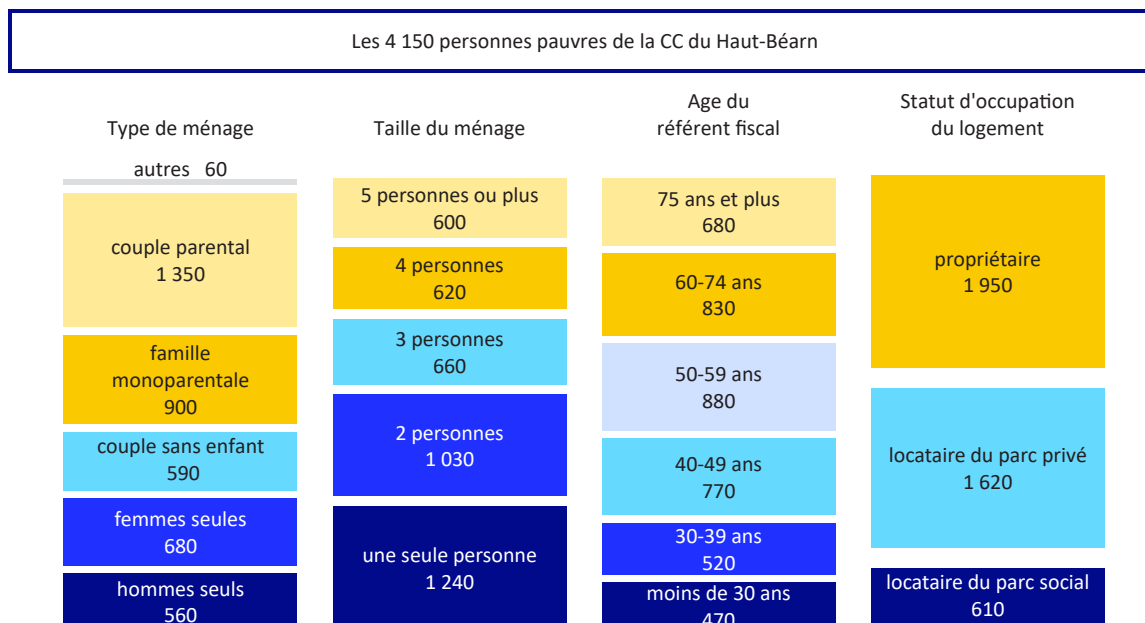 Les 4 150 personnes pauvres de la CC du Haut-Béarn
Type de ménage
autres 60
couple parental
1 350
famille
monoparentale
900
couple sans enfant
590
femmes seules
680
hommes seuls
560
Taille du ménage
5 personnes ou plus
600
4 personnes
620
3 personnes
660
2 personnes
1 030
une seule personne
1 240
Age du
référent fiscal
75 ans et plus
680
60-74 ans
830
50-59 ans
880
40-49 ans
770
30-39 ans
520
moins de 30 ans
470
Statut d'occupation
du logement
propriétaire
1 950
locataire du parc privé
1 620
locataire du parc social
610